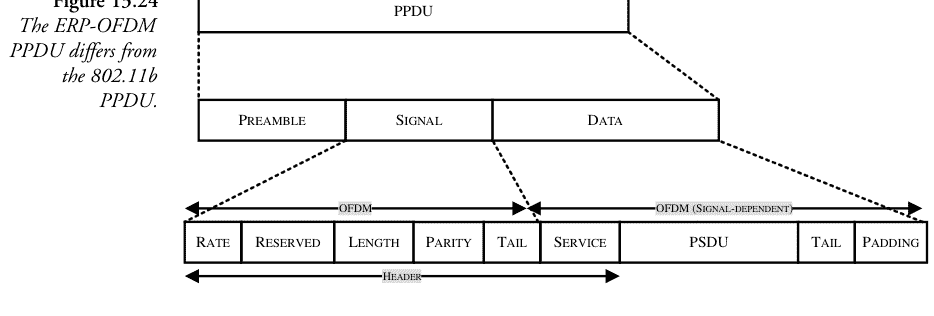 Figure 15.24
The ERP-OFDM
PPDU differs from
the 802.11b
PPDU.
PPDU
PREAMBLE SIGNAL DATA
OFDM OFDM (SIGNAL-DEPENDENT)
RATE RESERVED LENGTH PARITY TAIL SERVICE PSDU TAIL PADDING
HEADER